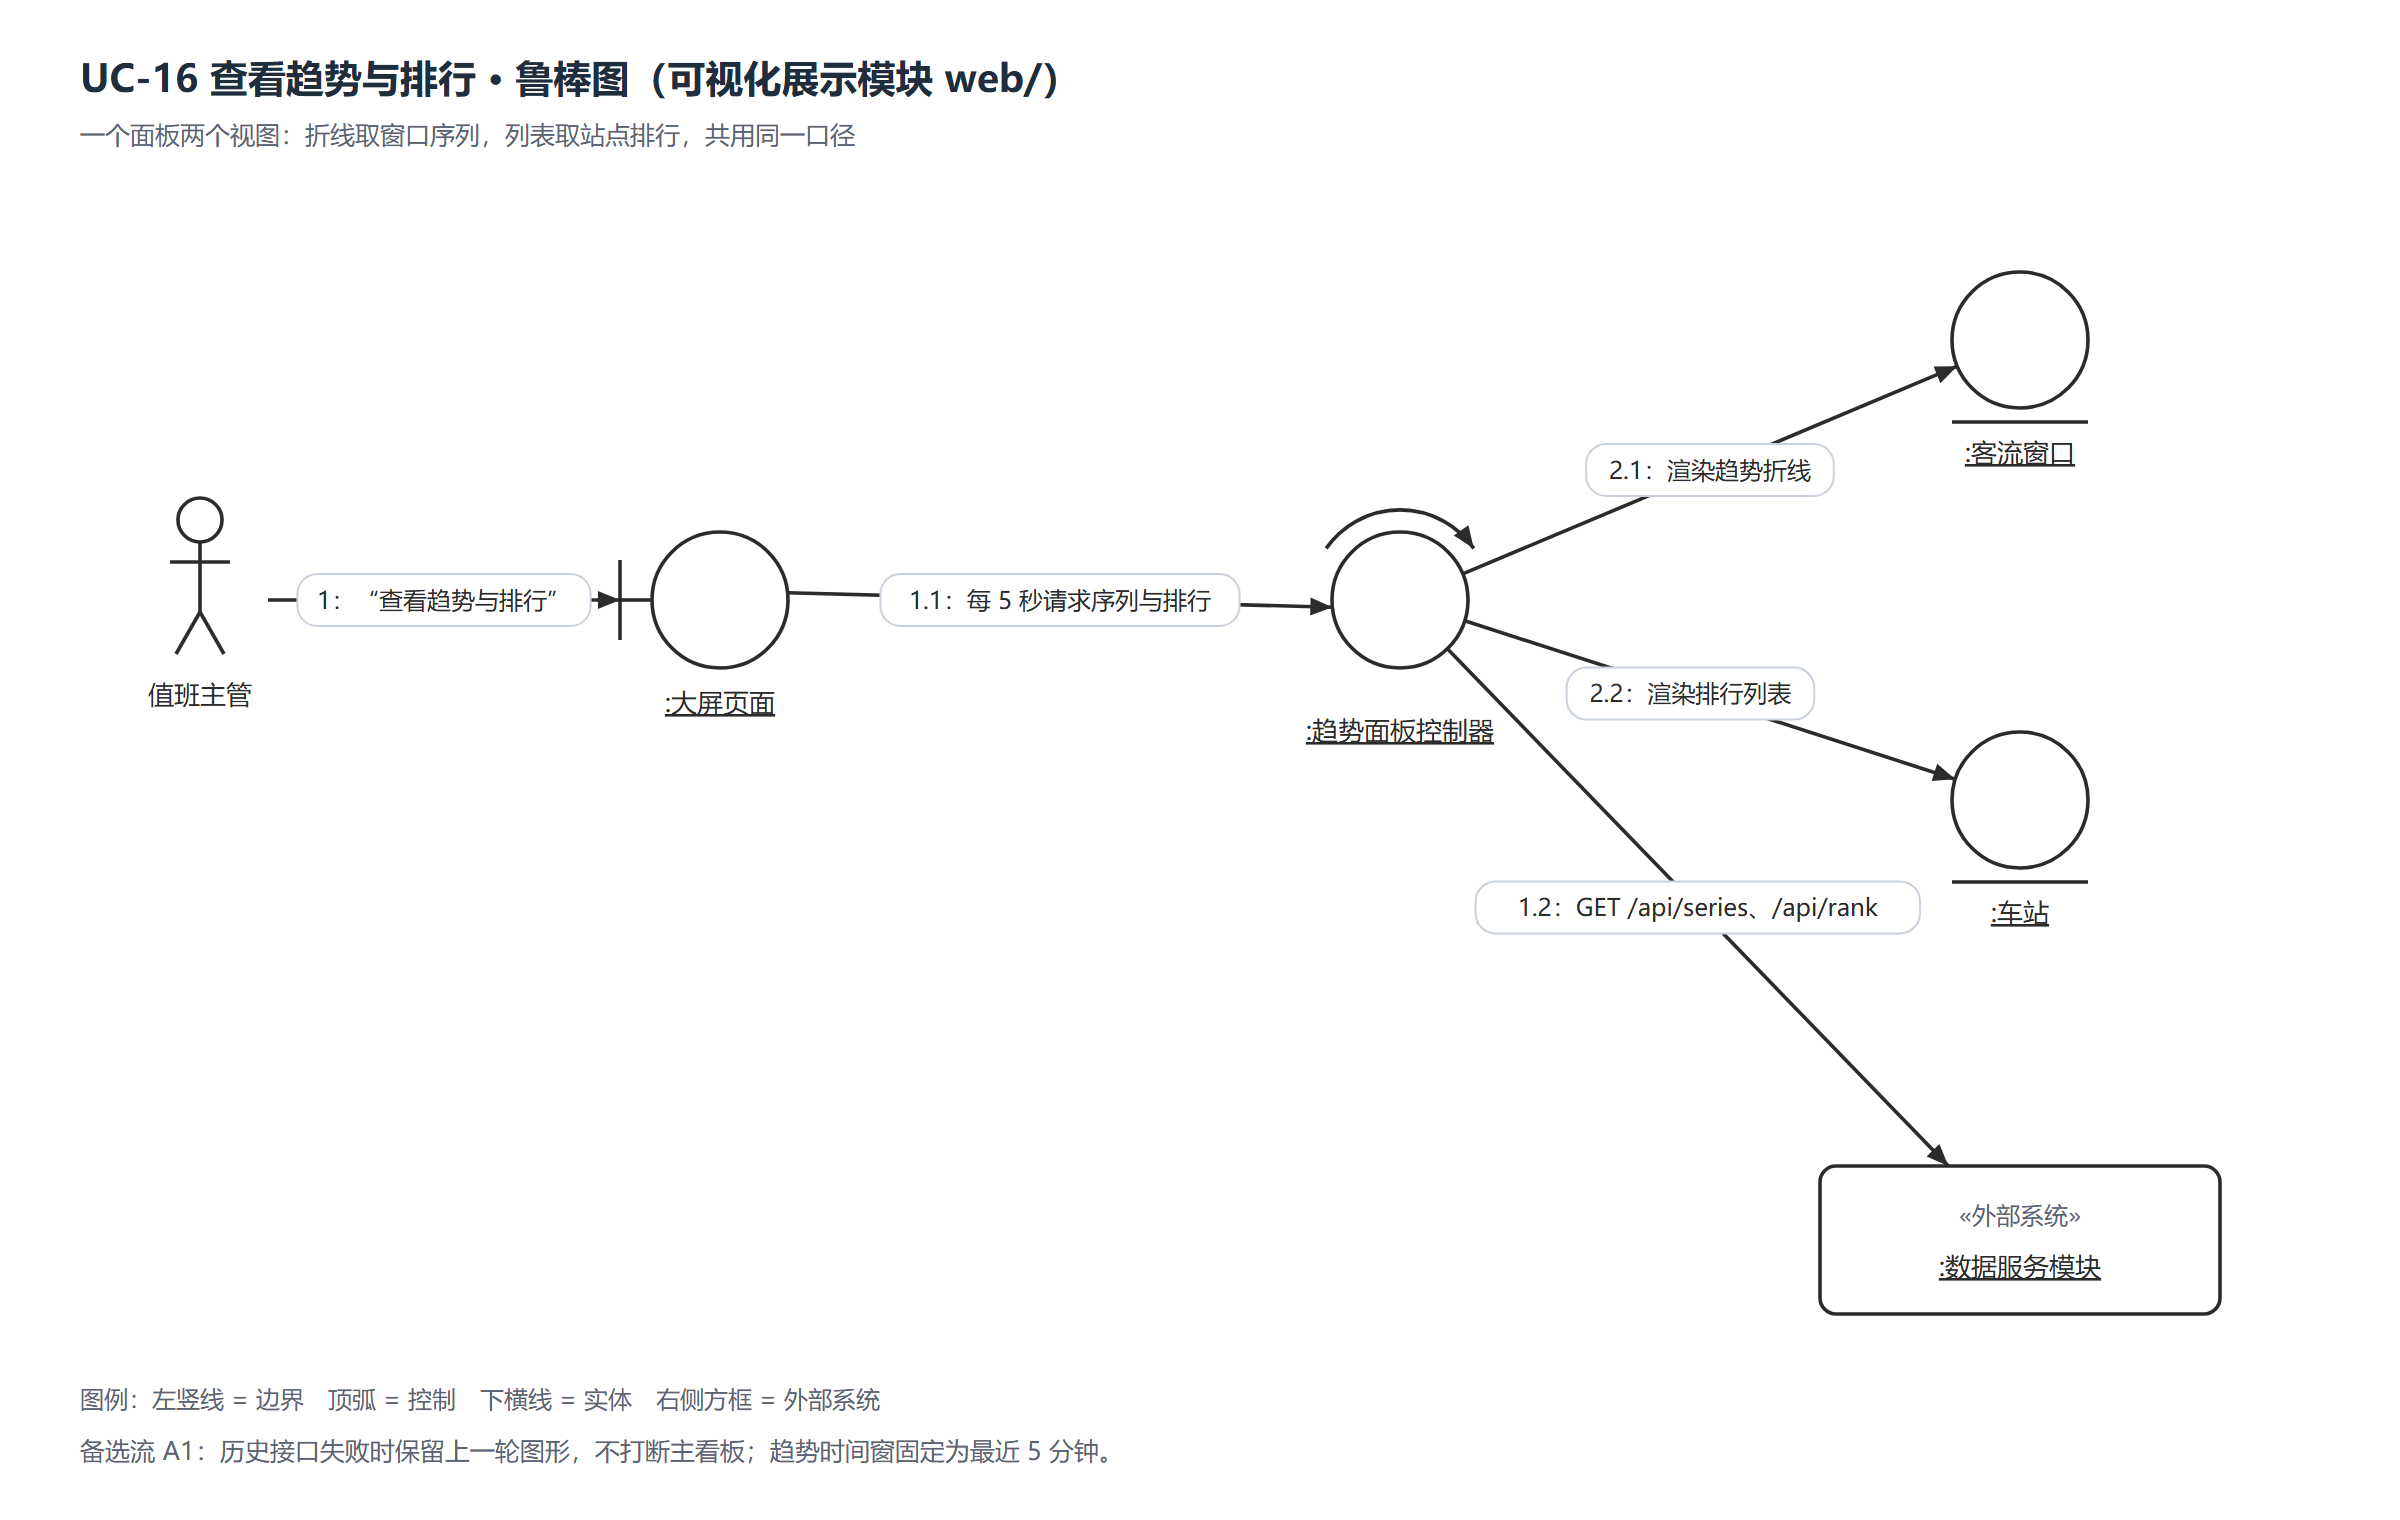 UC-16 查看趋势与排行 · 鲁棒图（可视化展示模块 web/）
一个面板两个视图：折线取窗口序列，列表取站点排行，共用同一口径
:客流窗口
2.1：渲染趋势折线
1：“查看趋势与排行”
1.1：每 5 秒请求序列与排行
值班主管
:大屏页面
:趋势面板控制器
2.2：渲染排行列表
:车站
1.2：GET /api/series、/api/rank
«外部系统»
:数据服务模块
图例：左竖线 = 边界 顶弧 = 控制 下横线 = 实体 右侧方框 = 外部系统
备选流 A1：历史接口失败时保留上一轮图形，不打断主看板；趋势时间窗固定为最近 5 分钟。